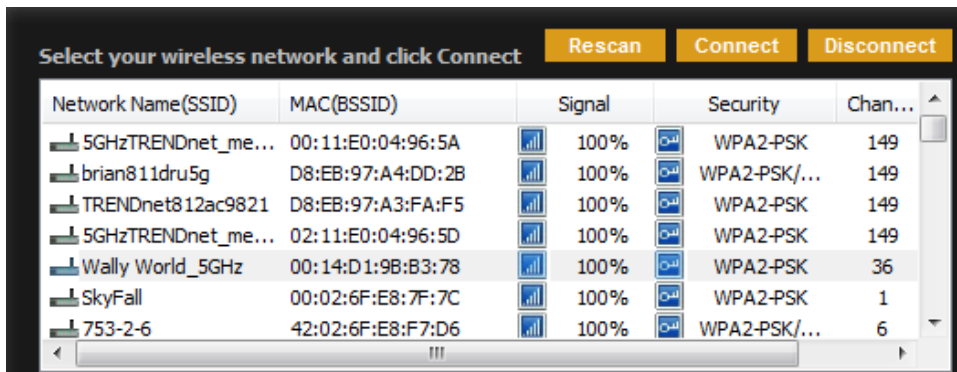 Select your wireless network and click Connect Rescan Connect Disconnect
Network Name(SSID) MAC(BSSID) Signal Security Chan...
5GHzTRENDnet_me... 00:11:E0:04:96:5A 100% WPA2-PSK 149
brian811dru5g D8:EB:97:A4:DD:2B 100% WPA2-PSK/... 149
TRENDnet812ac9821 D8:EB:97:A3:FA:F5 100% WPA2-PSK 149
5GHzTRENDnet_me... 02:11:E0:04:96:5D 100% WPA2-PSK 149
Wally World_5GHz 00:14:D1:9B:B3:78 100% WPA2-PSK 36
SkyFall 00:02:6F:E8:7F:7C 100% WPA2-PSK 1
753-2-6 42:02:6F:E8:F7:D6 100% WPA2-PSK/... 6